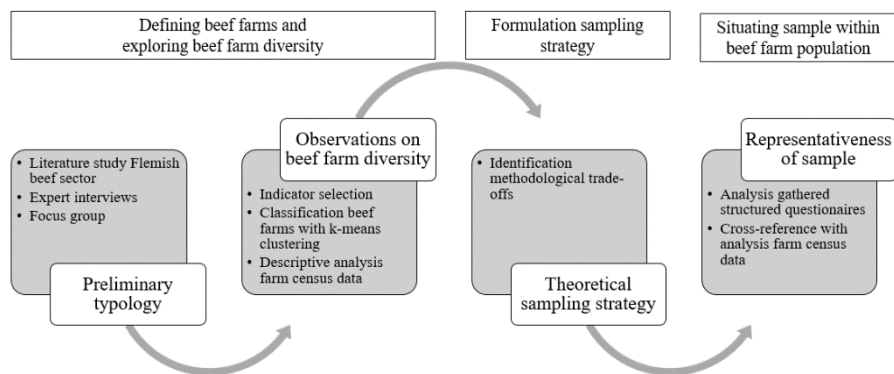 Defining beef farms and
exploring beef farm diversity
Formulation sampling
strategy
Situating sample within
beef farm population
• Literature study Flemish
beef sector
• Expert interviews
• Focus group
Preliminary
typology
Observations on
beef farm diversity
• Indicator selection
• Classification beef
farms with k-means
clustering
• Descriptive analysis
farm census data
• Identification
methodological trade-
offs
Theoretical
sampling strategy
Representativeness
of sample
• Analysis gathered
structured questionaires
• Cross-reference with
analysis farm census
data